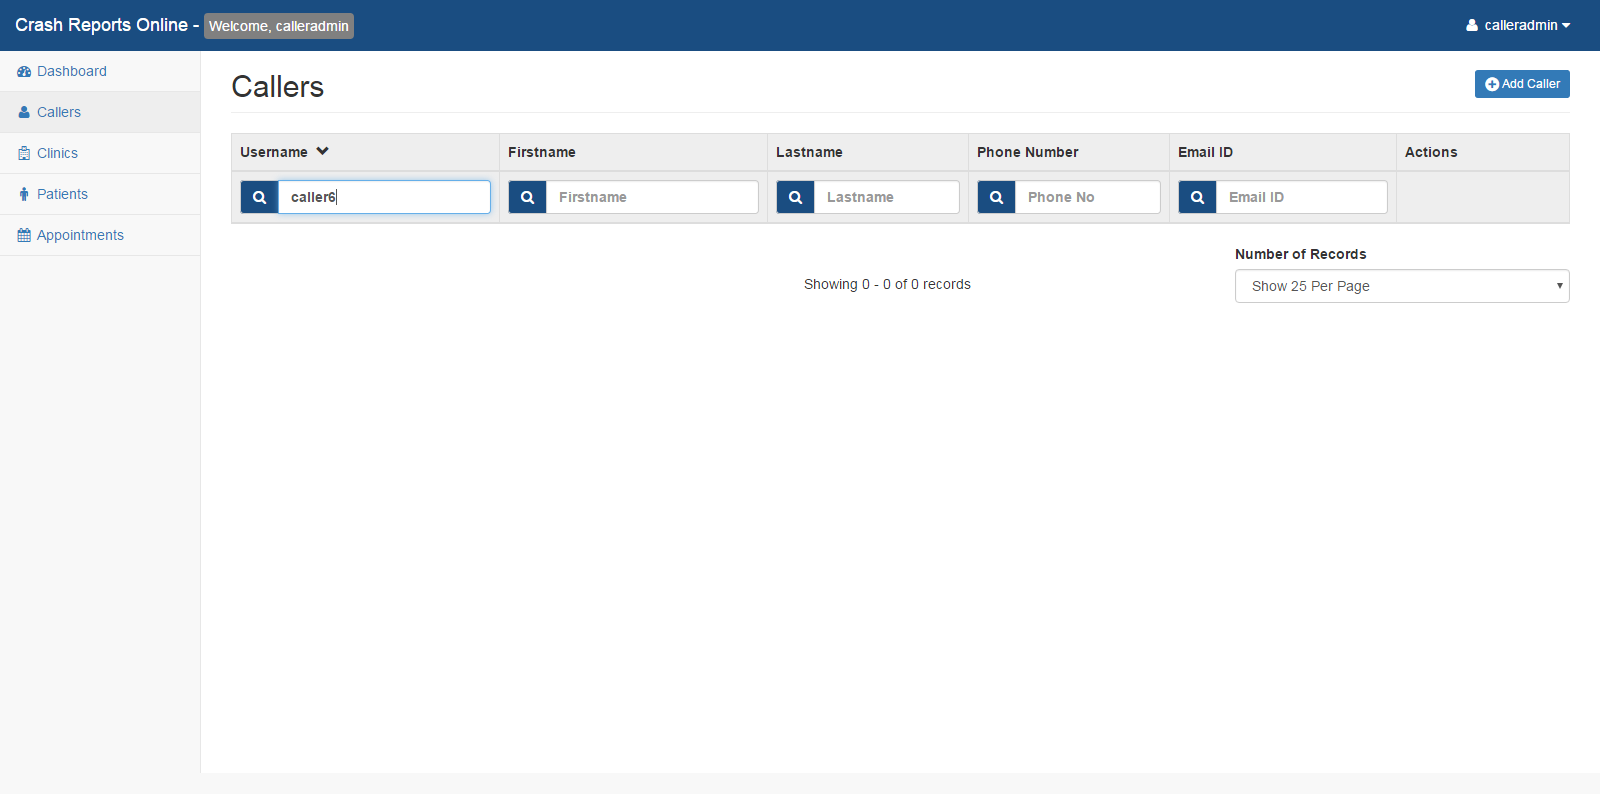 Crash Reports Online - Welcome, calleradmin
calleradmin
Dashboard
Callers
Clinics
Patients
Appointments
Callers
Add Caller
Username Firstname Lastname Phone Number Email ID Actions
caller6 Firstname Lastname Phone No Email ID
Number of Records
Showing 0 - 0 of 0 records
Show 25 Per Page